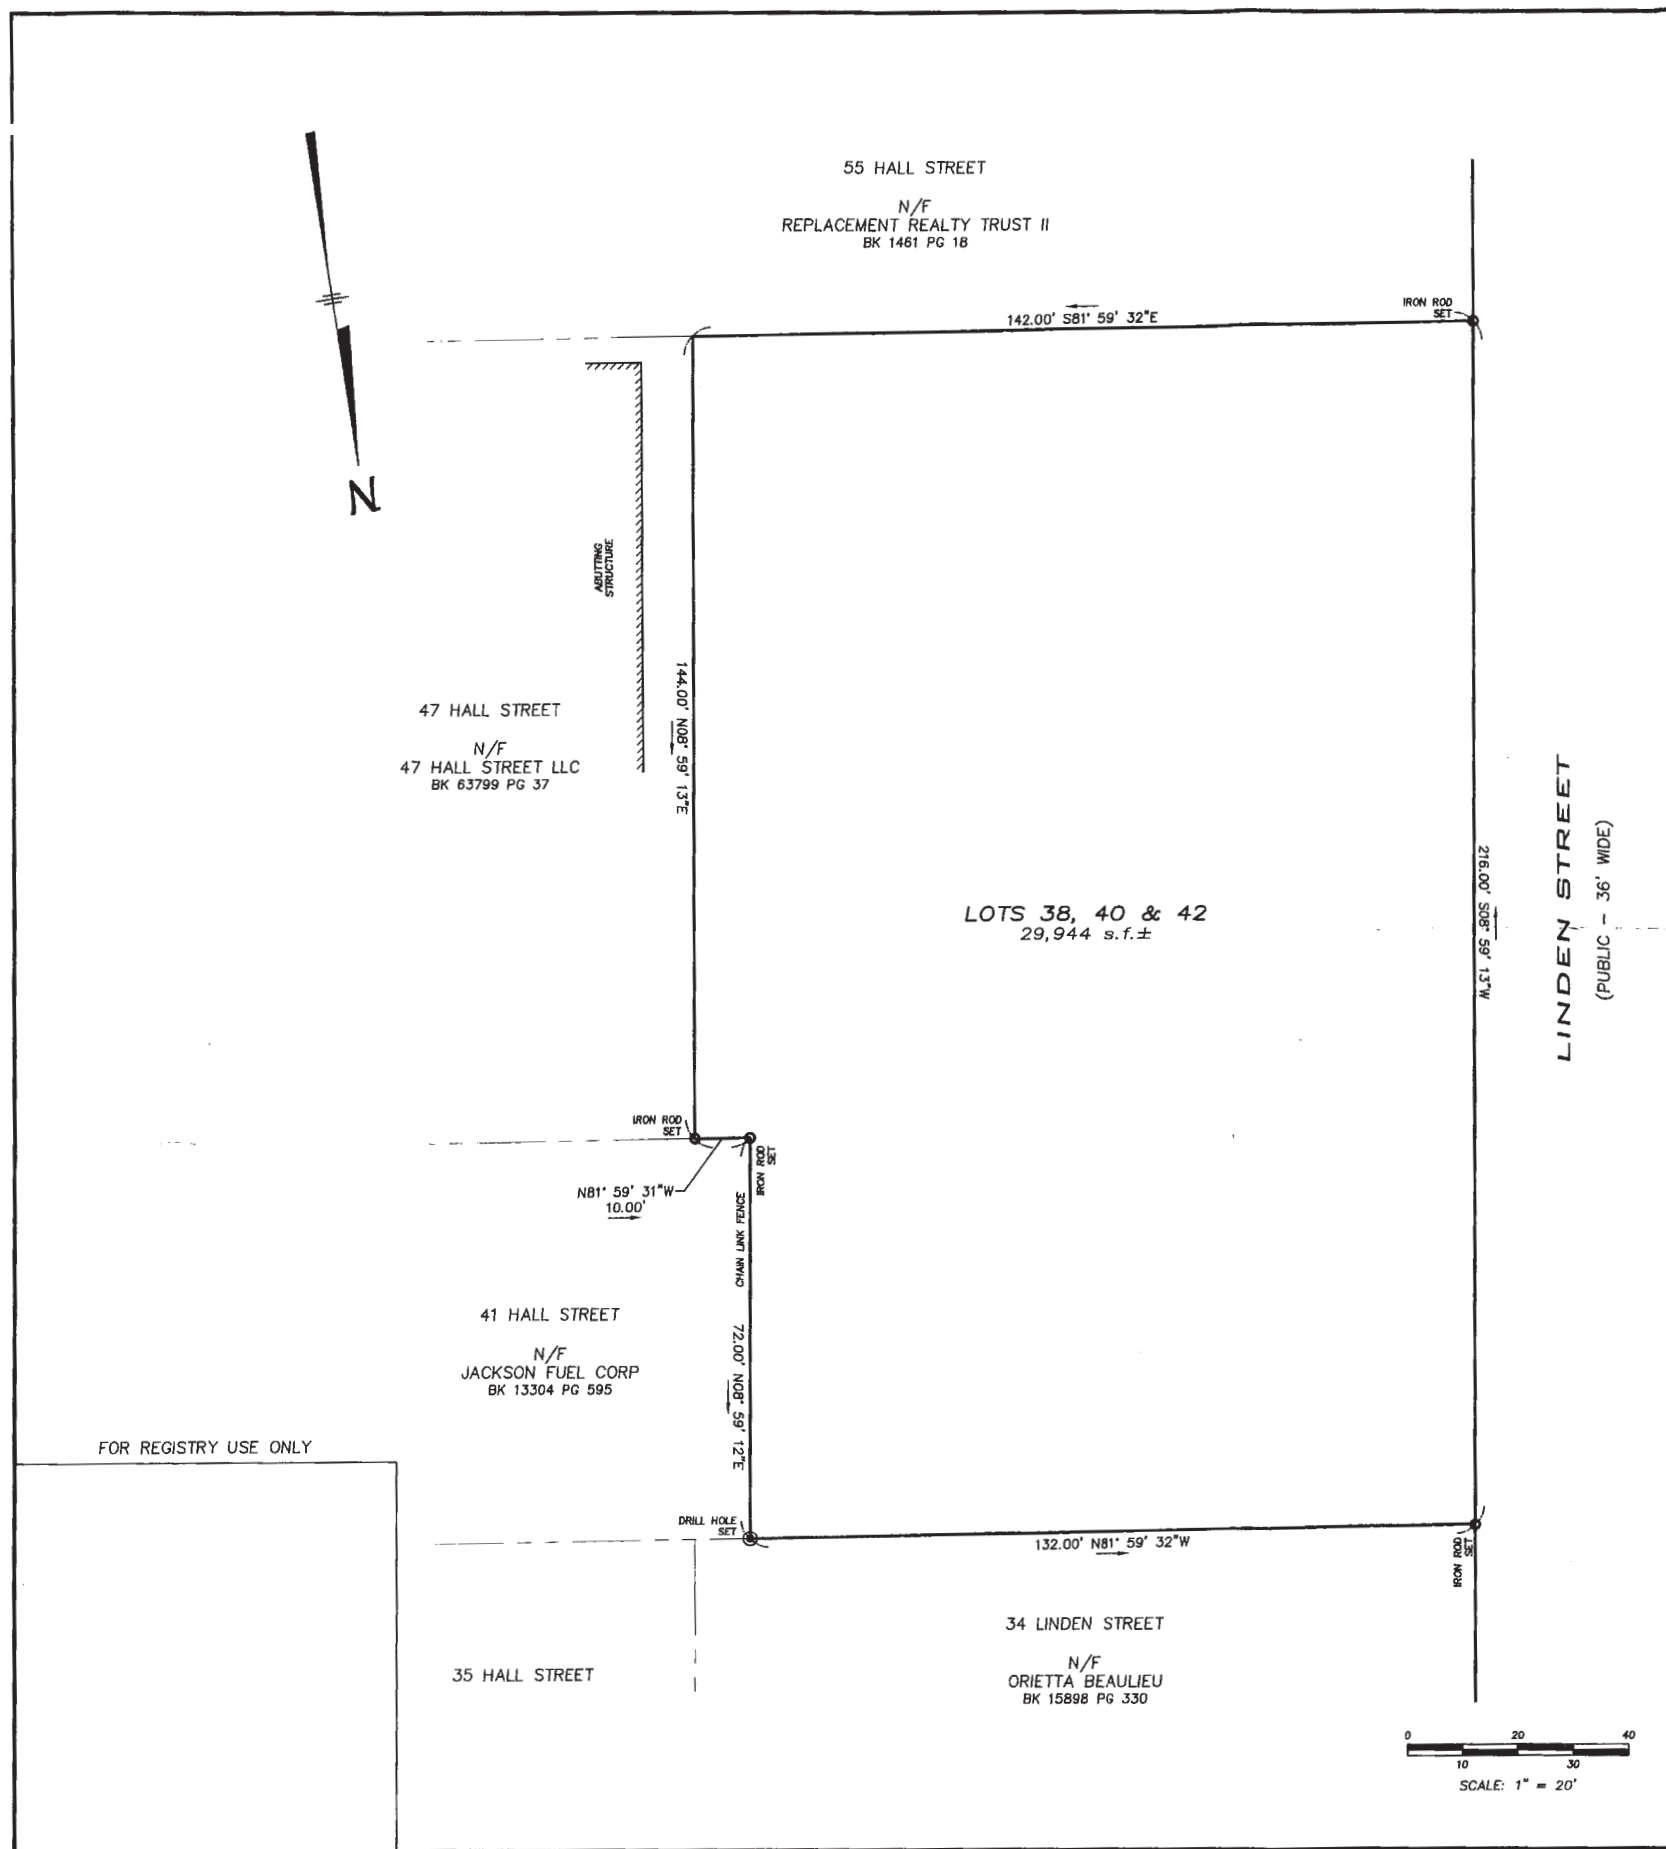 55 HALL STREET
N/F
REPLACEMENT REALTY TRUST II
BK 1461 PG 18
IRON ROD
SET
142.00' S81° 59' 32"E
N
ABUTTING
STRUCTURE
144.00' N08° 59' 13"E
47 HALL STREET
N/F
47 HALL STREET LLC
BK 63799 PG 37
LINDEN STREET
(PUBLIC - 36' WIDE)
216.00' S08° 59' 13"W
LOTS 38, 40 & 42
29,944 s.f.±
IRON ROD
SET
IRON ROD
SET
N81° 59' 31"W
10.00'
CHAIN LINK FENCE
72.00' N08° 59' 12"E
41 HALL STREET
N/F
JACKSON FUEL CORP
BK 13304 PG 595
FOR REGISTRY USE ONLY
DRILL HOLE
SET
132.00' N81° 59' 32"W
IRON ROD
SET
34 LINDEN STREET
N/F
ORIETTA BEAULIEU
BK 15898 PG 330
35 HALL STREET
0 20 40
10 30
SCALE: 1" = 20'